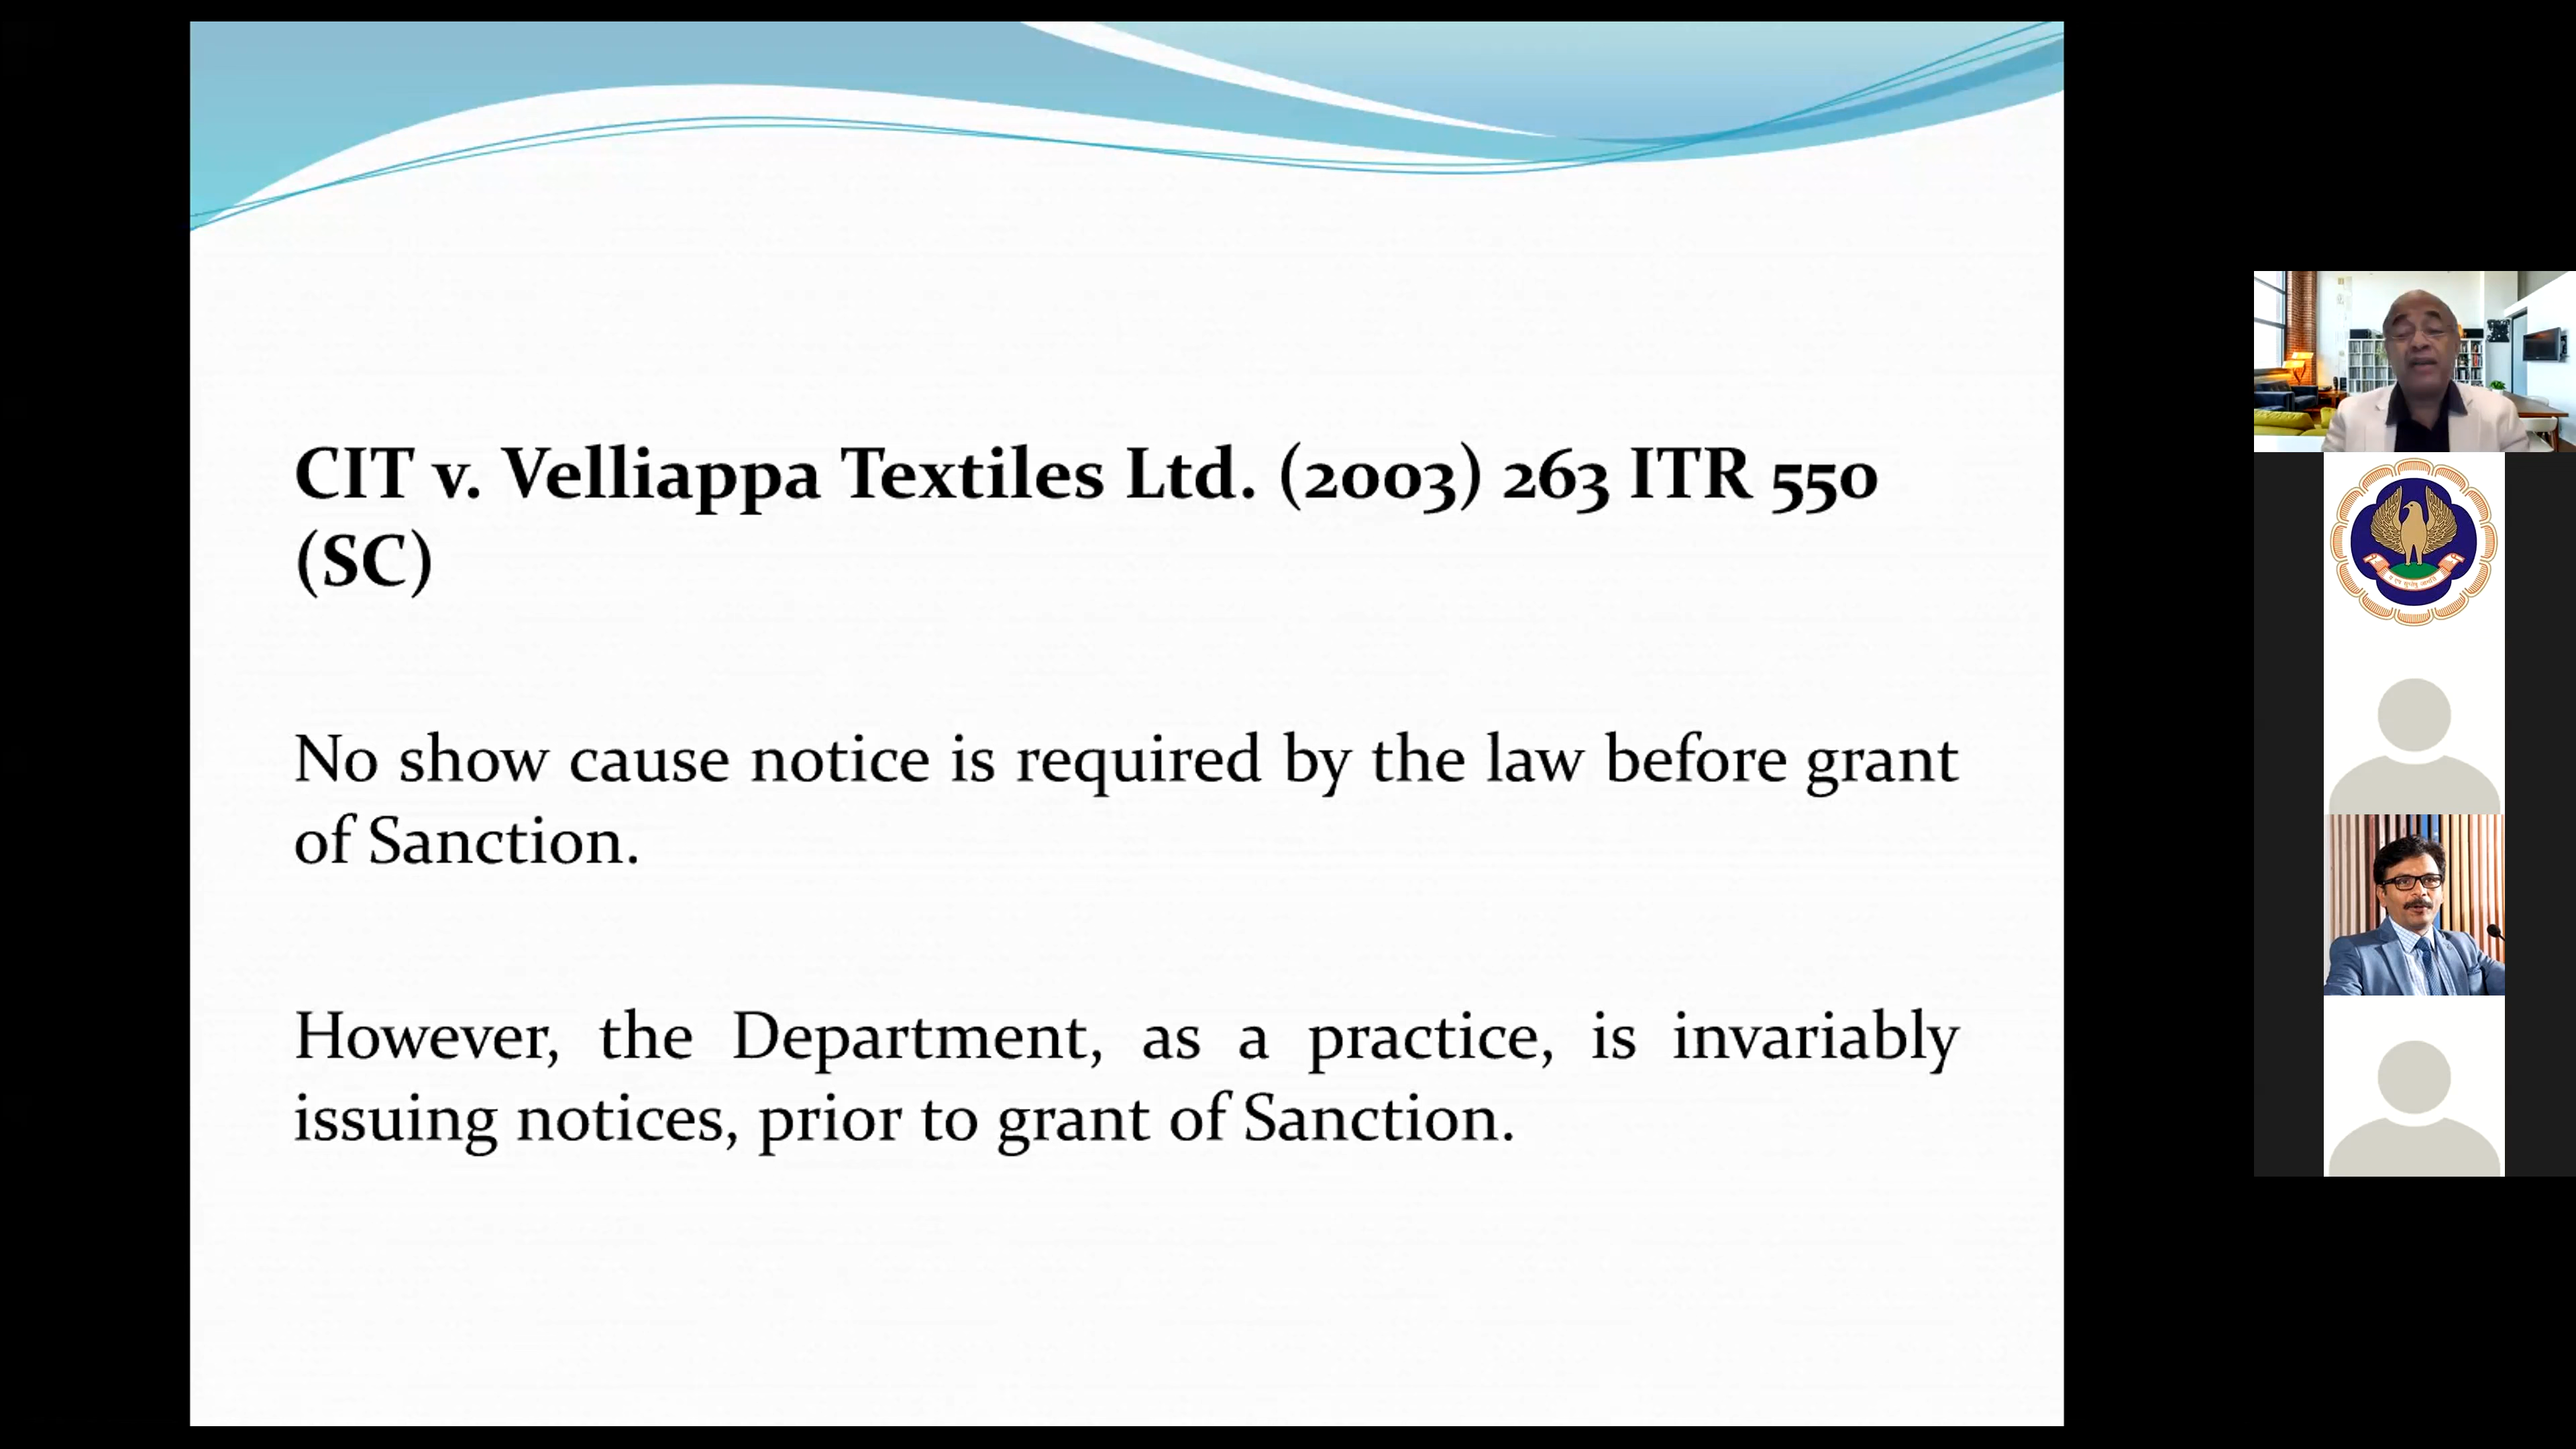 CIT v. Velliappa Textiles Ltd. (2003) 263 ITR 550
(SC)
No show cause notice is required by the law before grant
of Sanction.
However, the Department, as a practice, is invariably
issuing notices, prior to grant of Sanction.